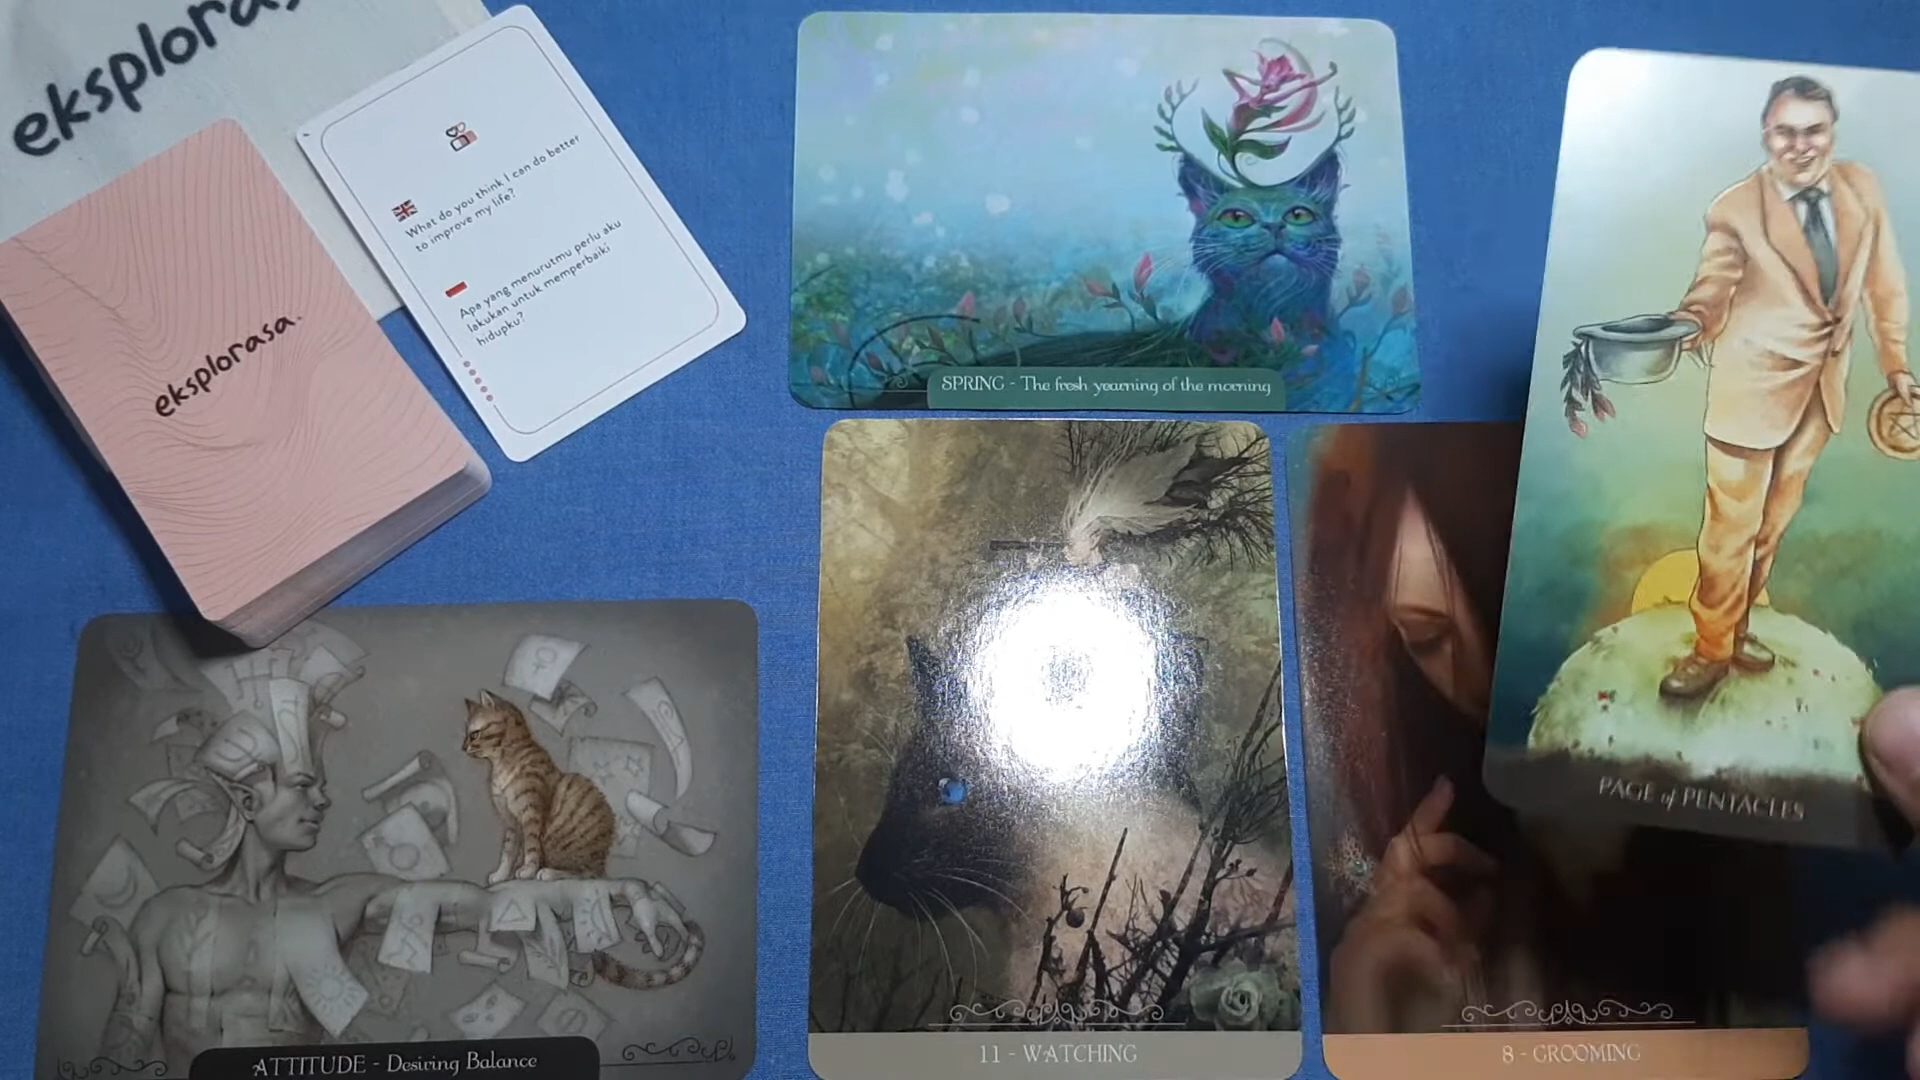 eksploras
What do you think I can do better
to improve my life?
Apa yang menurutmu perlu aku
lakukan untuk memperbaiki
hidupku?
eksplorasa.
SPRING - The fresh yearning of the morning
PAGE of PENTACLES
ATTITUDE - Desiring Balance
11 - WATCHING
8 - GROOMING